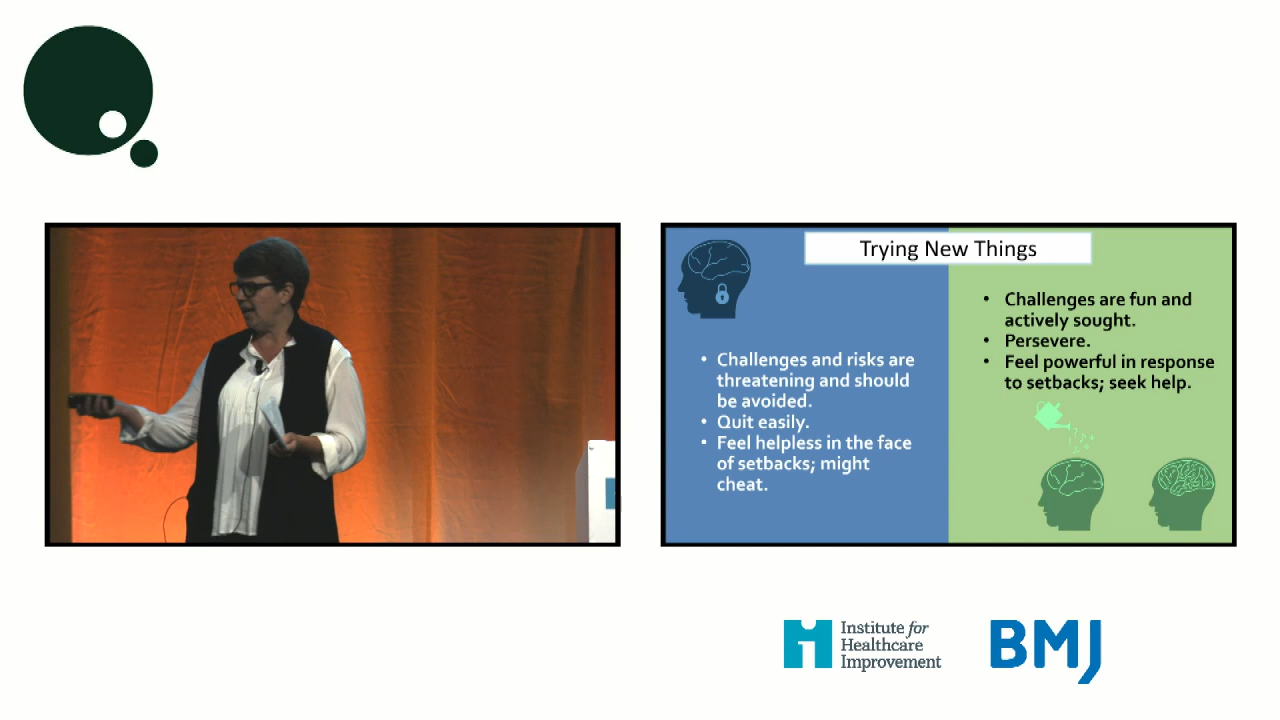 Trying New Things
• Challenges and risks are
threatening and should
be avoided.
• Quit easily.
• Feel helpless in the face
of setbacks; might
cheat.
• Challenges are fun and
actively sought.
• Persevere.
• Feel powerful in response
to setbacks; seek help.
Institute for
Healthcare
Improvement
BMJ